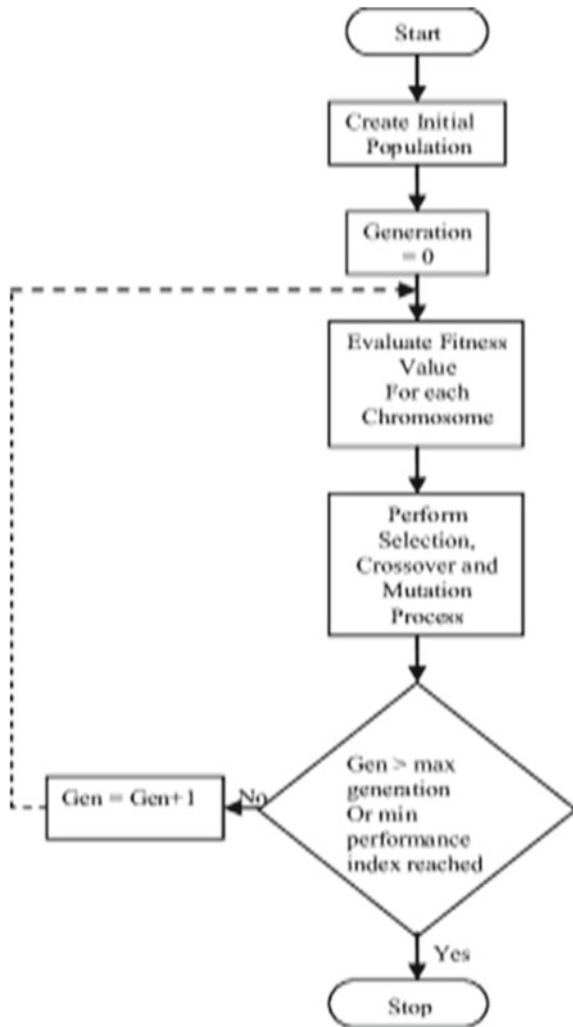 Start
Create Initial
Population
Generation
= 0
Evaluate Fitness
Value
For each
Chromosome
Perform
Selection,
Crossover and
Mutation
Process
Gen > max
generation
Or min
performance
index reached
No
Gen = Gen+1
Yes
Stop